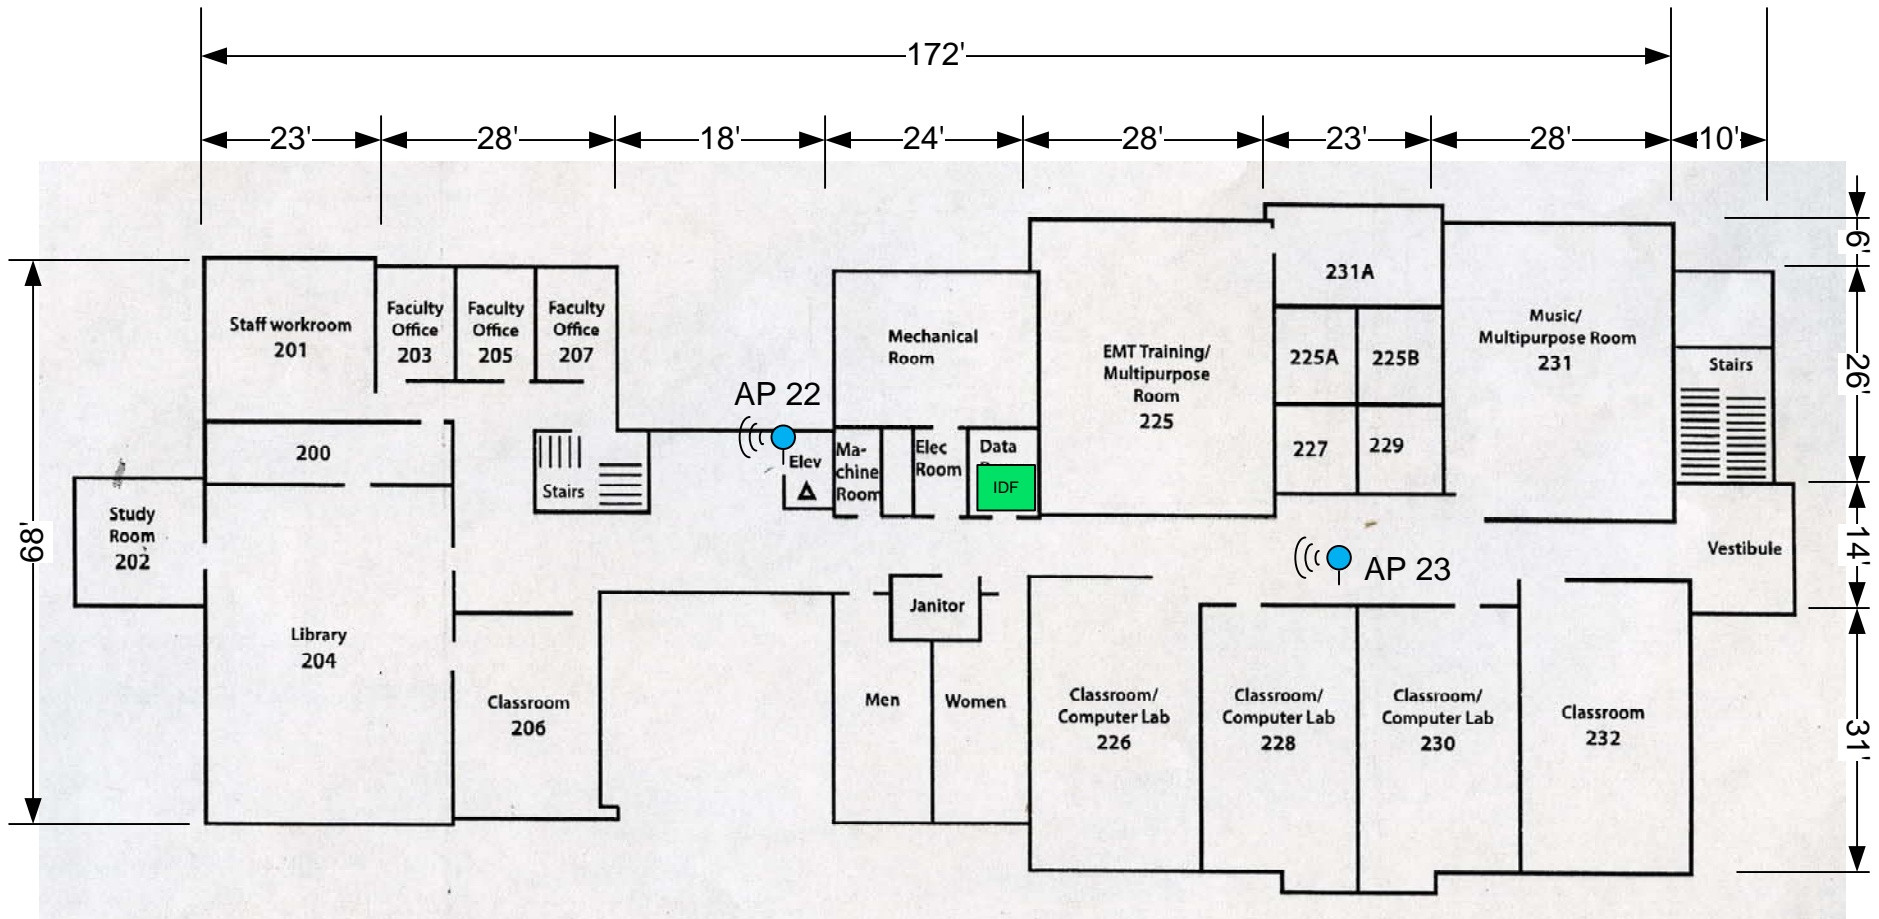 172'
23'
28'
18'
24'
28'
23'
28'
10'
6'
26'
14'
31'
68'
Staff workroom
201
Faculty
Office
203
Faculty
Office
205
Faculty
Office
207
200
Stairs
Study
Room
202
Library
204
Classroom
206
AP 22
Elev
Mechanical
Room
Ma-
chine
Room
Elec
Room
Data
IDF
Janitor
Men
Women
EMT Training/
Multipurpose
Room
225
231A
225A
225B
227
229
Music/
Multipurpose Room
231
Stairs
Vestibule
AP 23
Classroom/
Computer Lab
226
Classroom/
Computer Lab
228
Classroom/
Computer Lab
230
Classroom
232